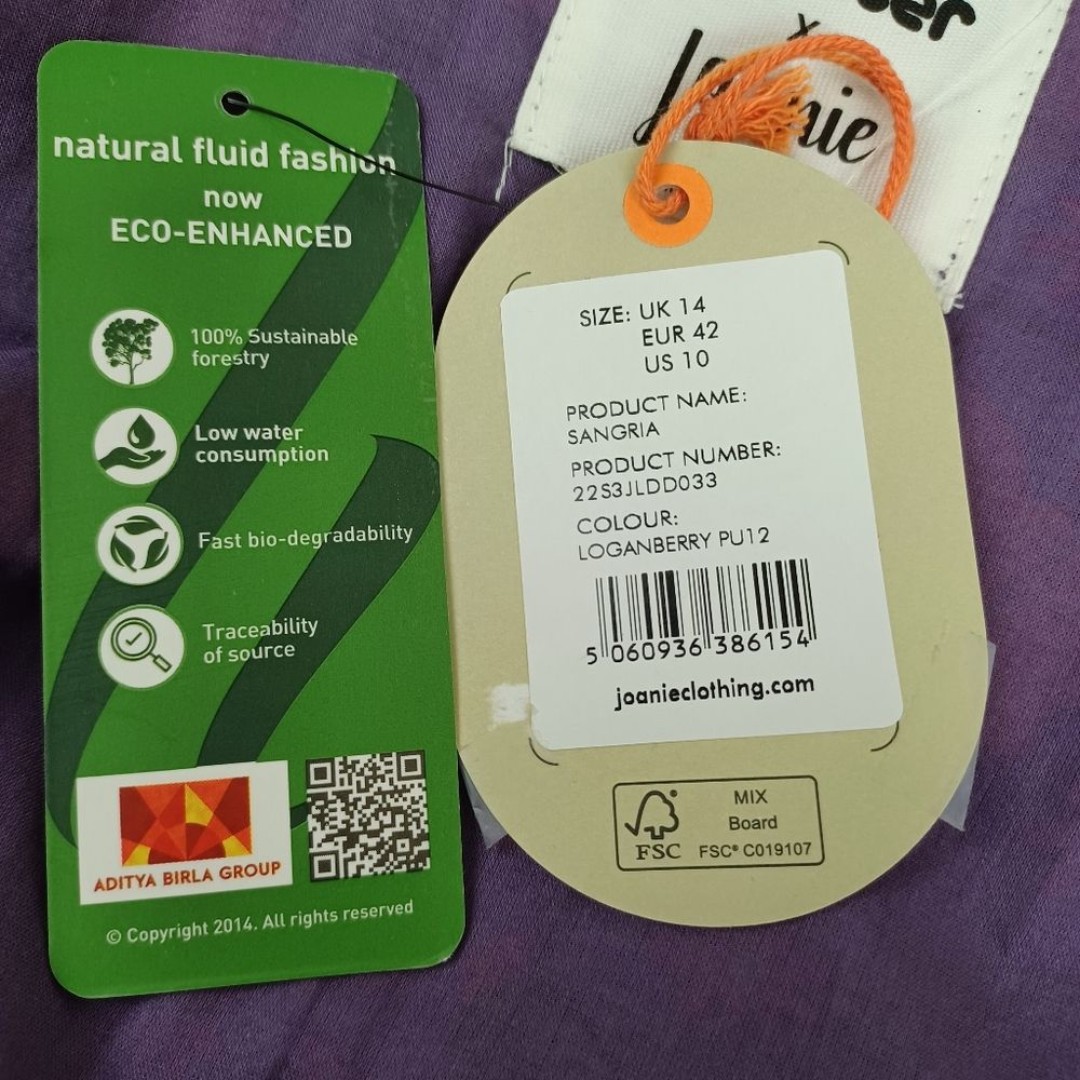 natural fluid fashion
now
ECO-ENHANCED
100% Sustainable
forestry
Low water
consumption
Fast bio-degradability
Traceability
of source
ADITYA BIRLA GROUP
© Copyright 2014. All rights reserved
x
SIZE: UK 14
EUR 42
US 10
PRODUCT NAME:
SANGRIA
PRODUCT NUMBER:
22S3JLDD033
COLOUR:
LOGANBERRY PU12
5 060936 386154
joanieclothing.com
MIX
Board
FSC
FSC® C019107